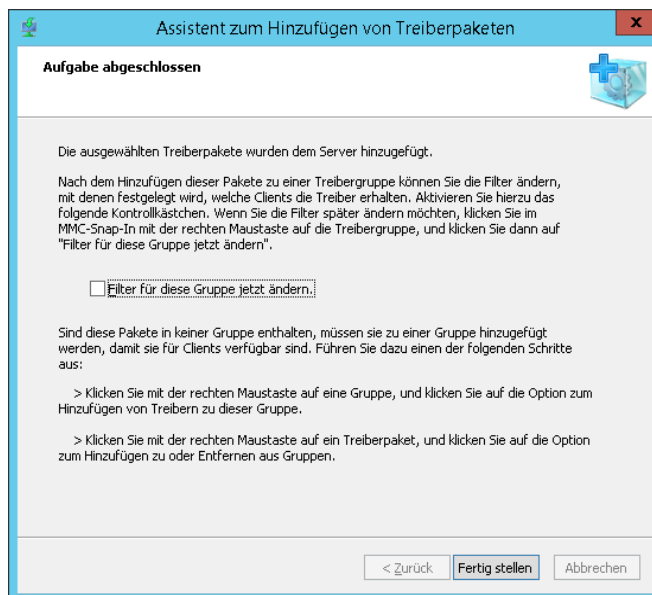 Assistent zum Hinzufügen von Treiberpaketen
x
Aufgabe abgeschlossen
Die ausgewählten Treiberpakete wurden dem Server hinzugefügt.
Nach dem Hinzufügen dieser Pakete zu einer Treibergruppe können Sie die Filter ändern,
mit denen festgelegt wird, welche Clients die Treiber erhalten. Aktivieren Sie hierzu das
folgende Kontrollkästchen. Wenn Sie die Filter später ändern möchten, klicken Sie im
MMC-Snap-In mit der rechten Maustaste auf die Treibergruppe, und klicken Sie dann auf
"Filter für diese Gruppe jetzt ändern".
Filter für diese Gruppe jetzt ändern.
Sind diese Pakete in keiner Gruppe enthalten, müssen sie zu einer Gruppe hinzugefügt
werden, damit sie für Clients verfügbar sind. Führen Sie dazu einen der folgenden Schritte
aus:
> Klicken Sie mit der rechten Maustaste auf eine Gruppe, und klicken Sie auf die Option zum
Hinzufügen von Treibern zu dieser Gruppe.
> Klicken Sie mit der rechten Maustaste auf ein Treiberpaket, und klicken Sie auf die Option
zum Hinzufügen zu oder Entfernen aus Gruppen.
< Zurück Fertig stellen Abbrechen